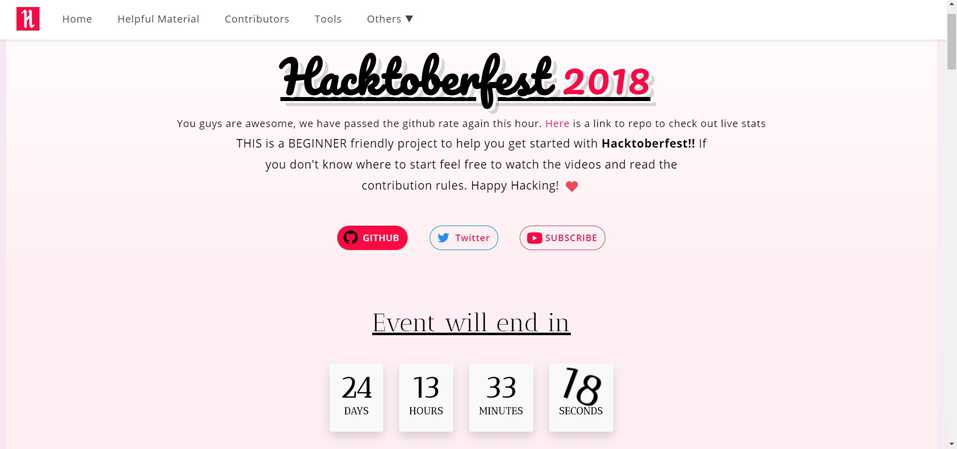 H
Home Helpful Material Contributors Tools Others ▼
Hacktoberfest 2018
You guys are awesome, we have passed the github rate again this hour. Here is a link to repo to check out live stats
THIS is a BEGINNER friendly project to help you get started with Hacktoberfest!! If
you don't know where to start feel free to watch the videos and read the
contribution rules. Happy Hacking! ❤
GITHUB Twitter SUBSCRIBE
Event will end in
24 13 33 18
DAYS HOURS MINUTES SECONDS